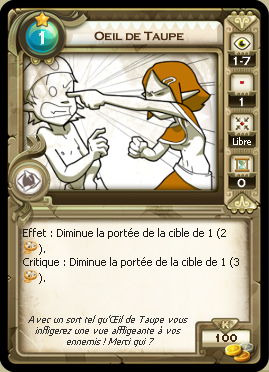 1
OEIL DE TAUPE
1-7
1
Libre
0
Effet : Diminue la portée de la cible de 1 (2
).
Critique : Diminue la portée de la cible de 1 (3
).
Avec un sort tel qu'Œil de Taupe vous
infligerez une vue affligeante à vos
ennemis ! Merci qui ?
K
100